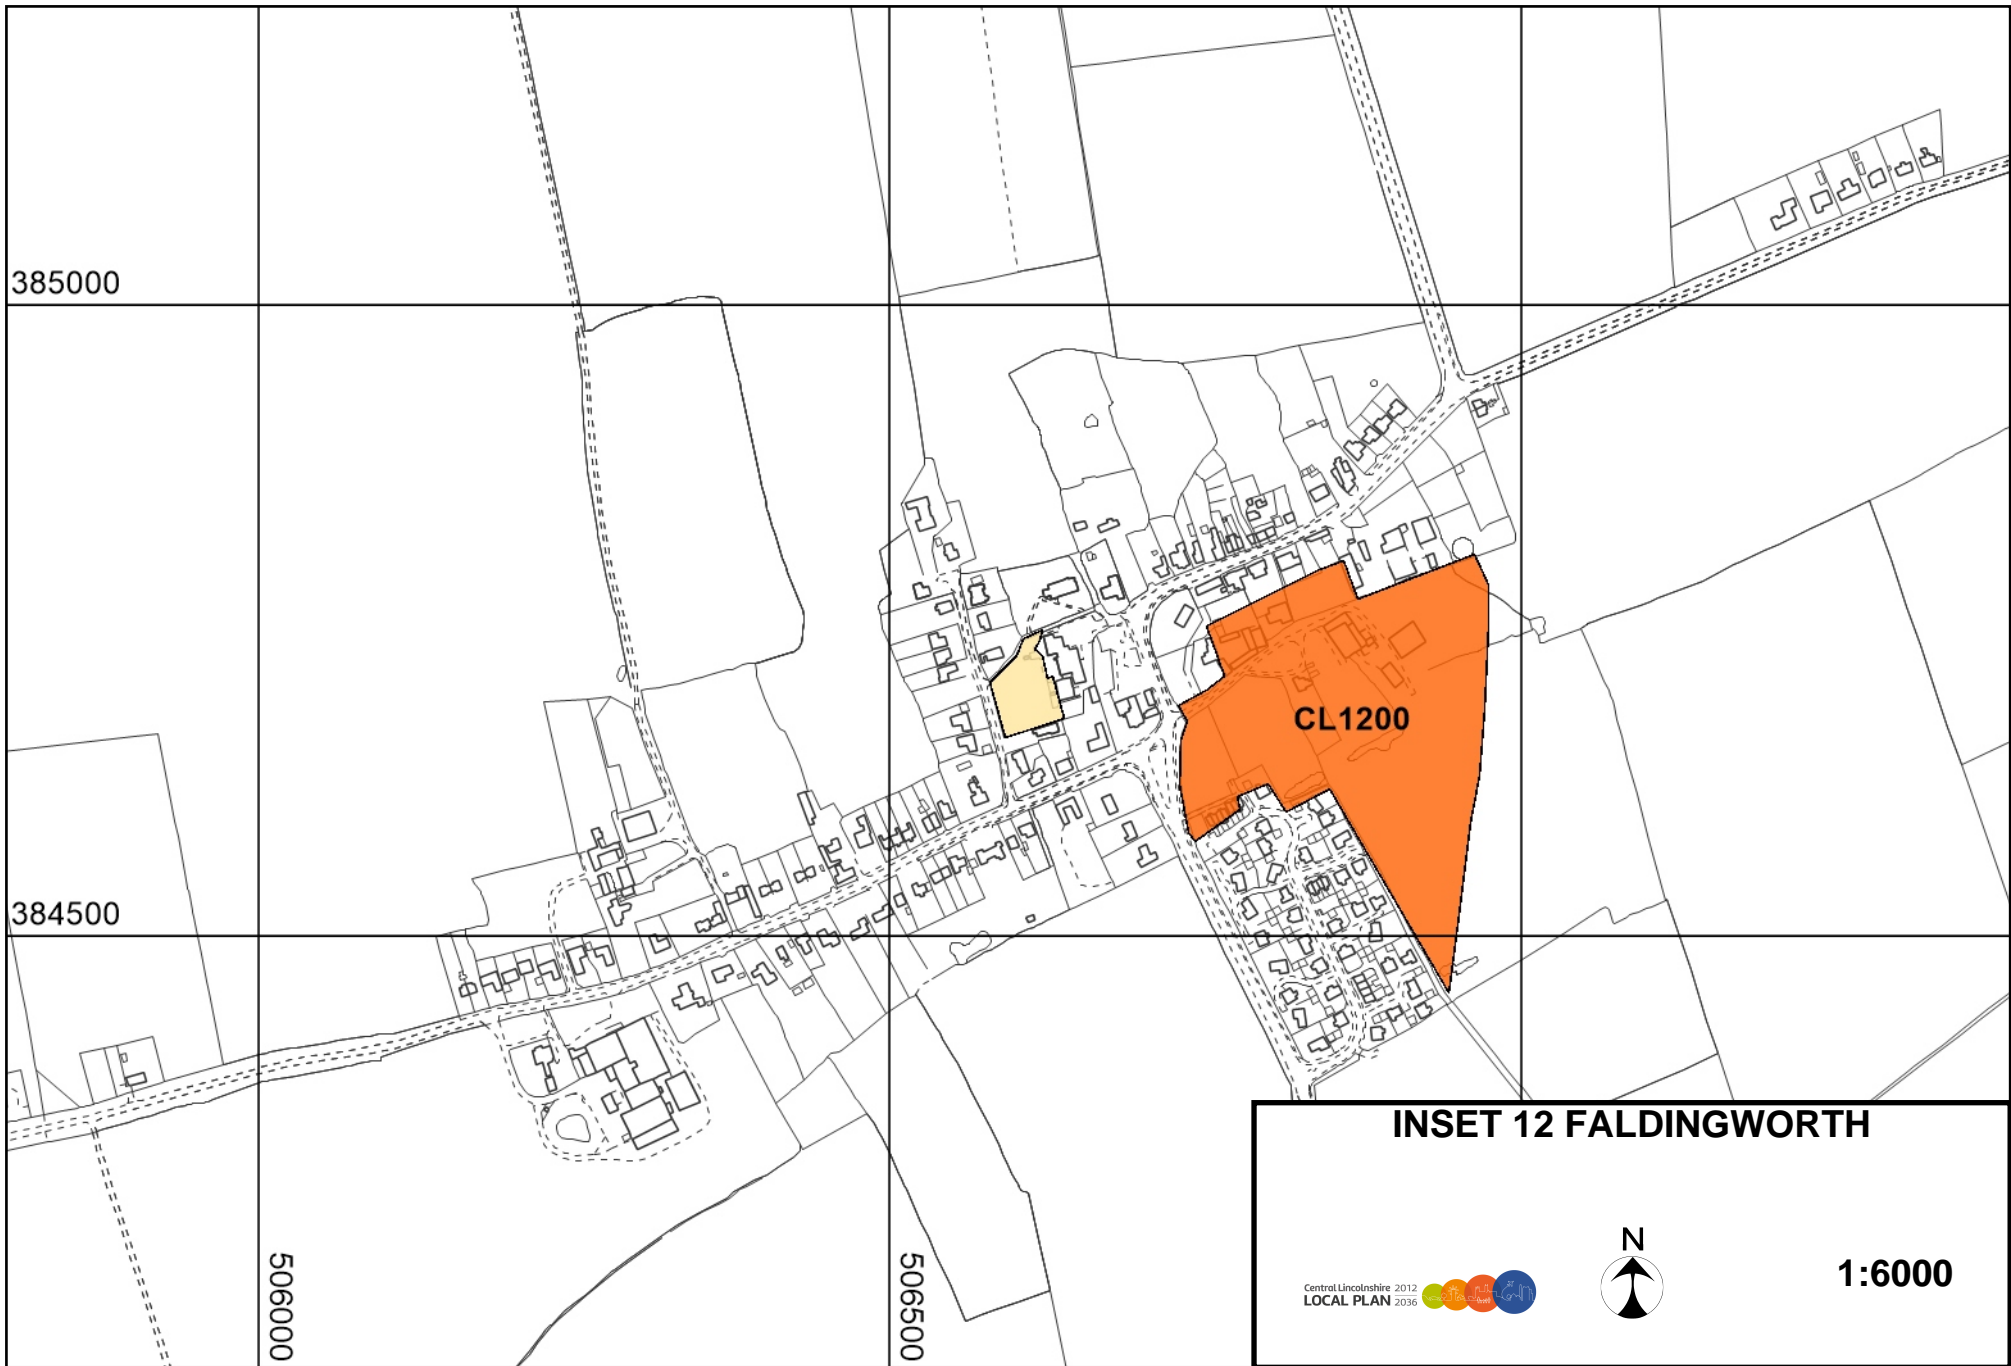 385000
CL1200
384500
506000
506500
INSET 12 FALDINGWORTH
N
1:6000
Central Lincolnshire 2012
LOCAL PLAN 2036